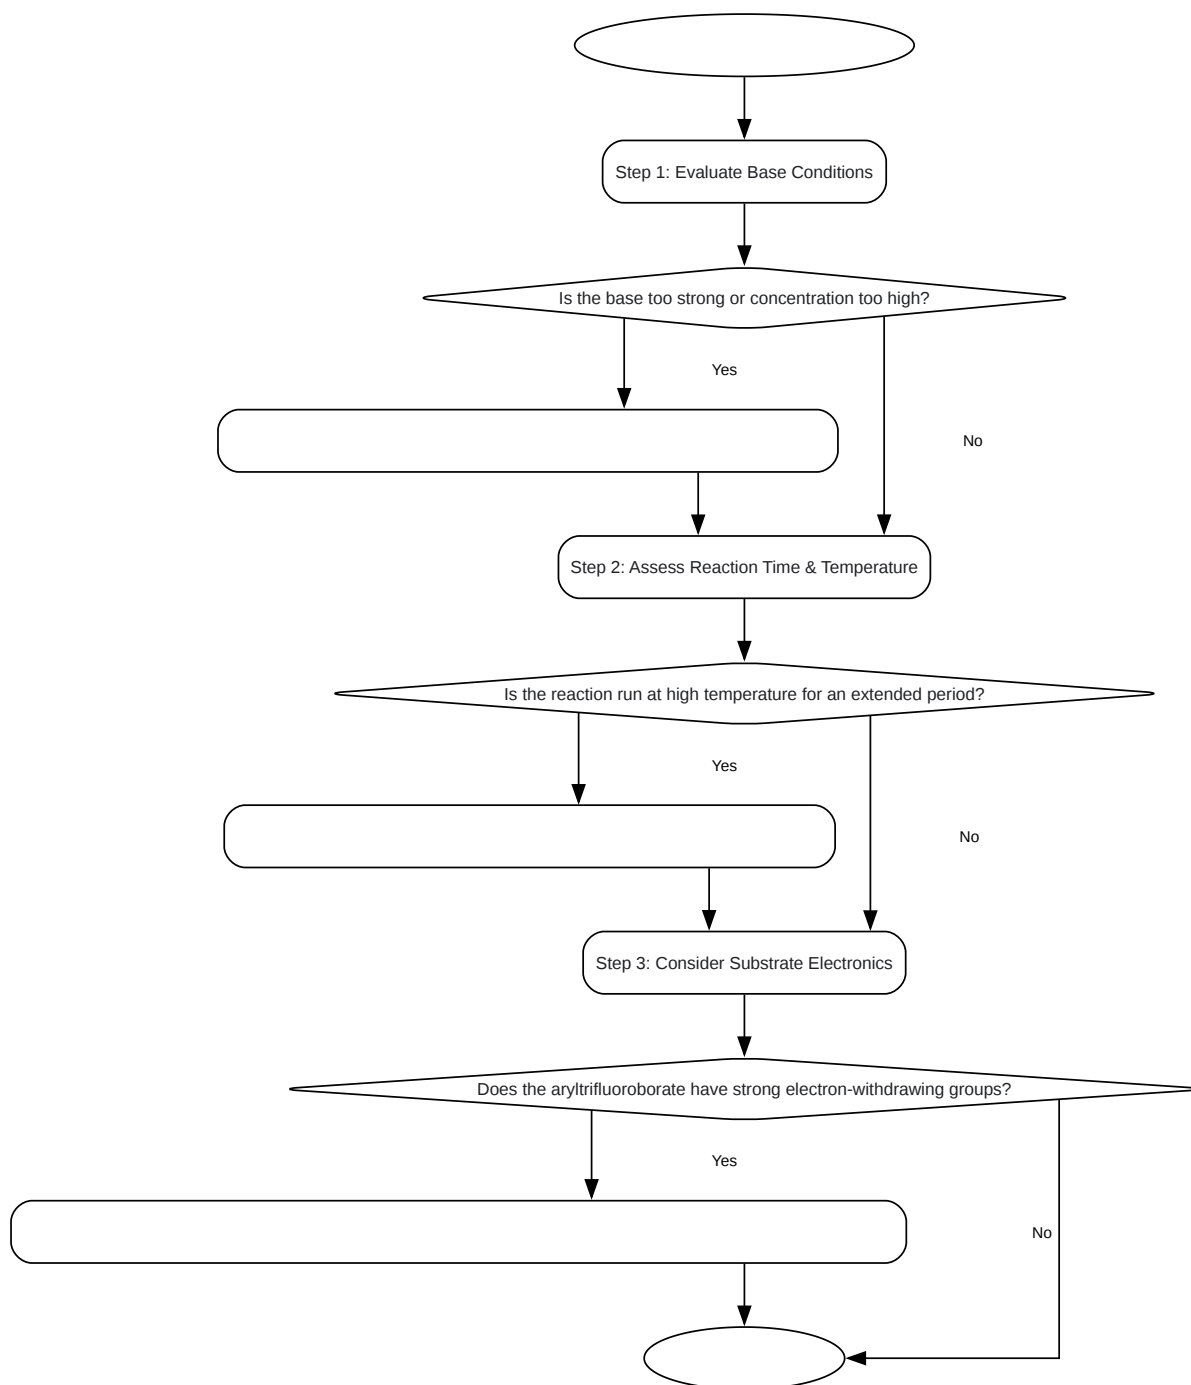 Step 1: Evaluate Base Conditions
Is the base too strong or concentration too high?
Yes
No
Step 2: Assess Reaction Time & Temperature
Is the reaction run at high temperature for an extended period?
Yes
No
Step 3: Consider Substrate Electronics
Does the aryltrifluoroborate have strong electron-withdrawing groups?
Yes
No